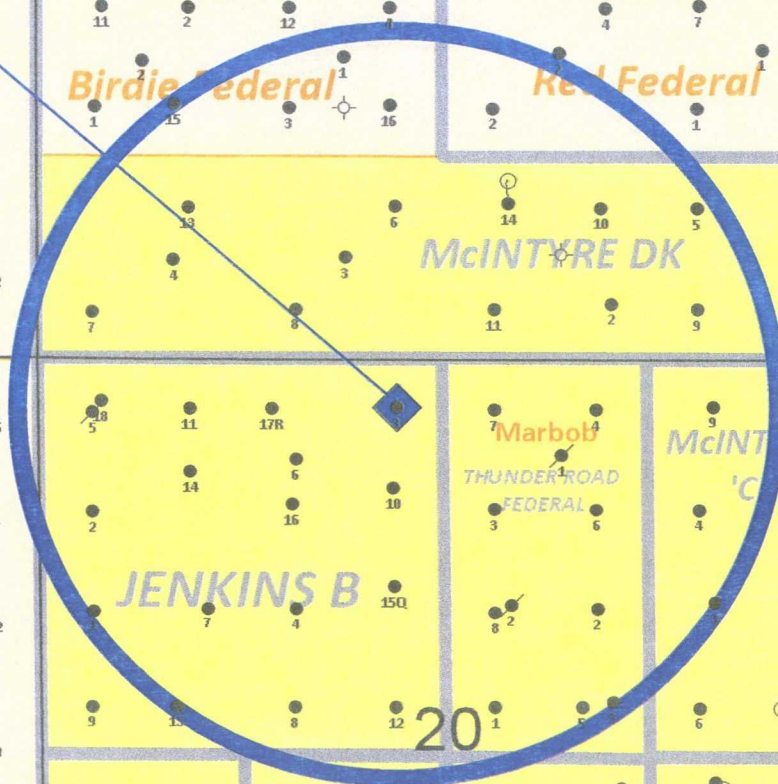 11 2 12 4 4 7
2 1 1
Birdie Federal
Red Federal
1 15 3 16 2 1
13 6 14 10 5
4 3
McINTYRE DK
7 8 11 2 9
18
5 11 17R 7 4 9
Marbob
McINT
6 1
14
THUNDER ROAD
'C
10
FEDERAL
2 16 3 6 4
JENKINS B
15Q
1 7 4 8 2 2
9 13 8 12 1 5 6
20